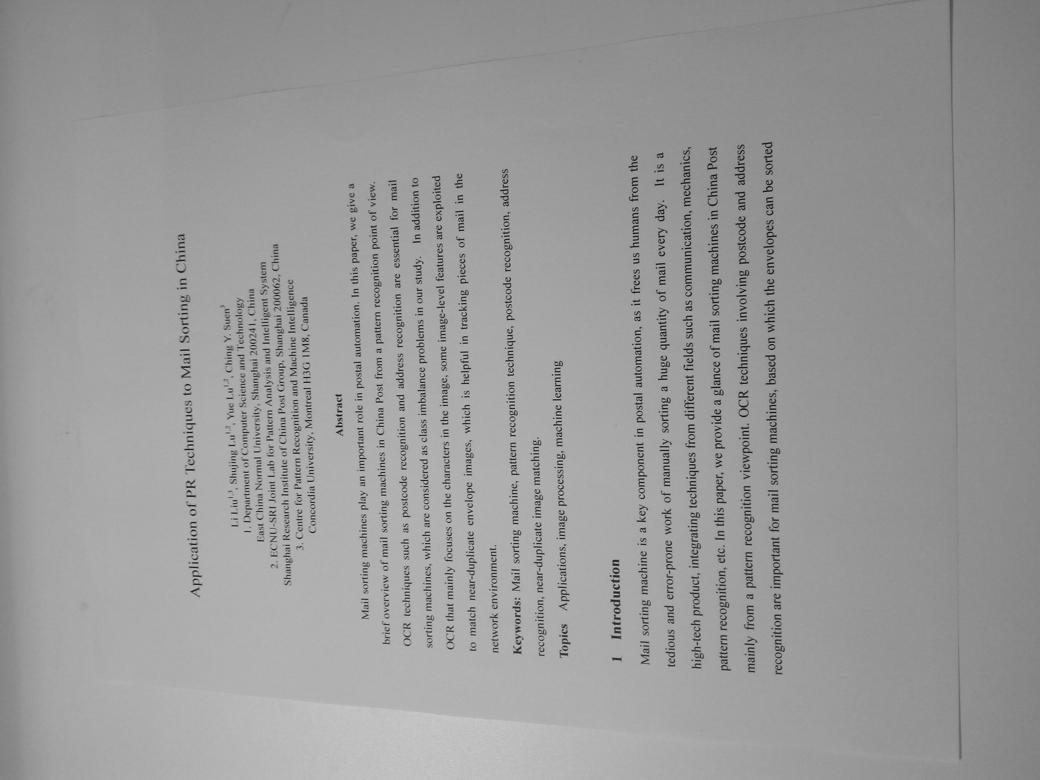 Application of PR Techniques to Mail Sorting in China
Li Liu1,3, Shujing Lu1,2, Yue Lu1,2, Ching Y. Suen3
1. Department of Computer Science and Technology
East China Normal University, Shanghai 200241, China
2. ECNU-SRI Joint Lab for Pattern Analysis and Intelligent System
Shanghai Research Institute of China Post Group, Shanghai 200062, China
3. Centre for Pattern Recognition and Machine Intelligence
Concordia University, Montreal H3G 1M8, Canada
Abstract
Mail sorting machines play an important role in postal automation. In this paper, we give a
brief overview of mail sorting machines in China Post from a pattern recognition point of view.
OCR techniques such as postcode recognition and address recognition are essential for mail
sorting machines, which are considered as class imbalance problems in our study. In addition to
OCR that mainly focuses on the characters in the image, some image-level features are exploited
to match near-duplicate envelope images, which is helpful in tracking pieces of mail in the
network environment.
Keywords: Mail sorting machine, pattern recognition technique, postcode recognition, address
recognition, near-duplicate image matching.
Topics Applications, image processing, machine learning
1 Introduction
Mail sorting machine is a key component in postal automation, as it frees us humans from the
tedious and error-prone work of manually sorting a huge quantity of mail every day. It is a
high-tech product, integrating techniques from different fields such as communication, mechanics,
pattern recognition, etc. In this paper, we provide a glance of mail sorting machines in China Post
mainly from a pattern recognition viewpoint. OCR techniques involving postcode and address
recognition are important for mail sorting machines, based on which the envelopes can be sorted